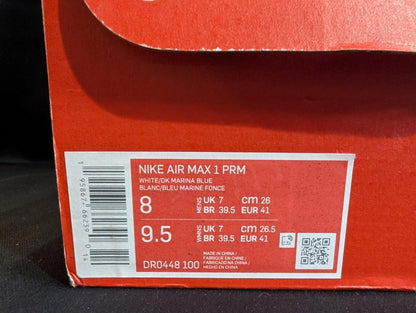 NIKE AIR MAX 1 PRM
WHITE/DK MARINA BLUE
BLANC/BLEU MARINE FONCE
8 MENS UK 7 CM 26
BR 39.5 EUR 41
9.5 WMNS UK 7 CM 26.5
BR 39.5 EUR 41
DR0448 100
MADE IN CHINA /
FABRIQUÉ EN CHINE /
HECHO EN CHINA